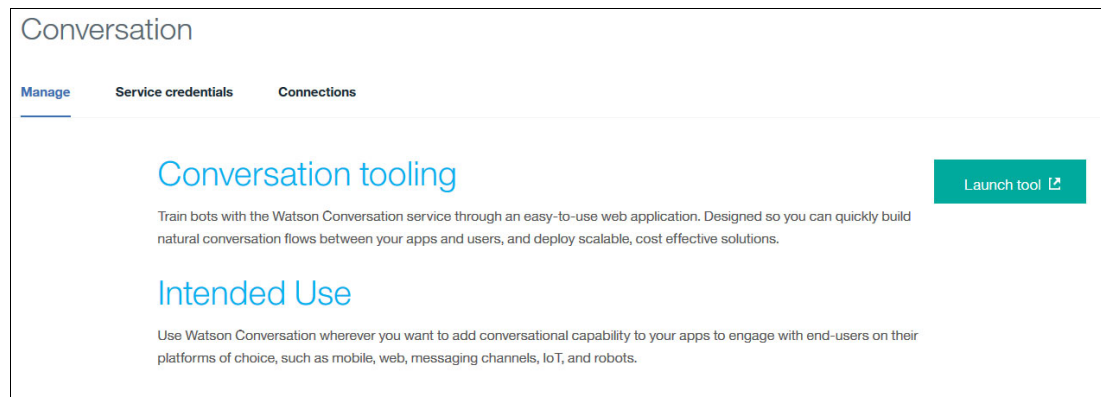 Conversation
Manage Service credentials Connections
Conversation tooling
Launch tool
Train bots with the Watson Conversation service through an easy-to-use web application. Designed so you can quickly build
natural conversation flows between your apps and users, and deploy scalable, cost effective solutions.
Intended Use
Use Watson Conversation wherever you want to add conversational capability to your apps to engage with end-users on their
platforms of choice, such as mobile, web, messaging channels, IoT, and robots.